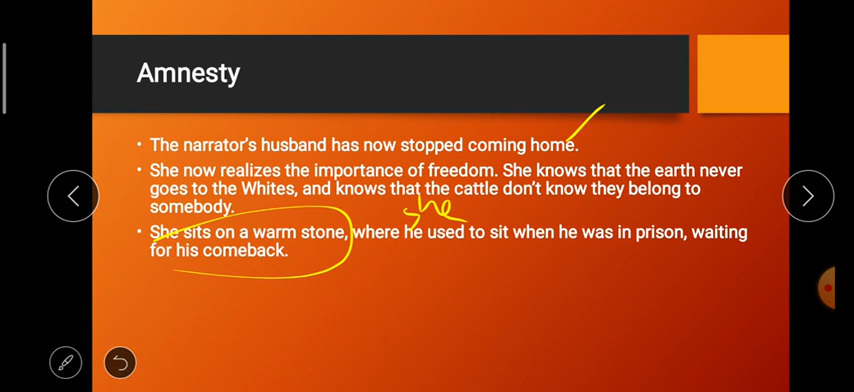 Amnesty
• The narrator's husband has now stopped coming home.
• She now realizes the importance of freedom. She knows that the earth never
goes to the Whites, and knows that the cattle don't know they belong to
somebody.
she
• She sits on a warm stone, where he used to sit when he was in prison, waiting
for his comeback.